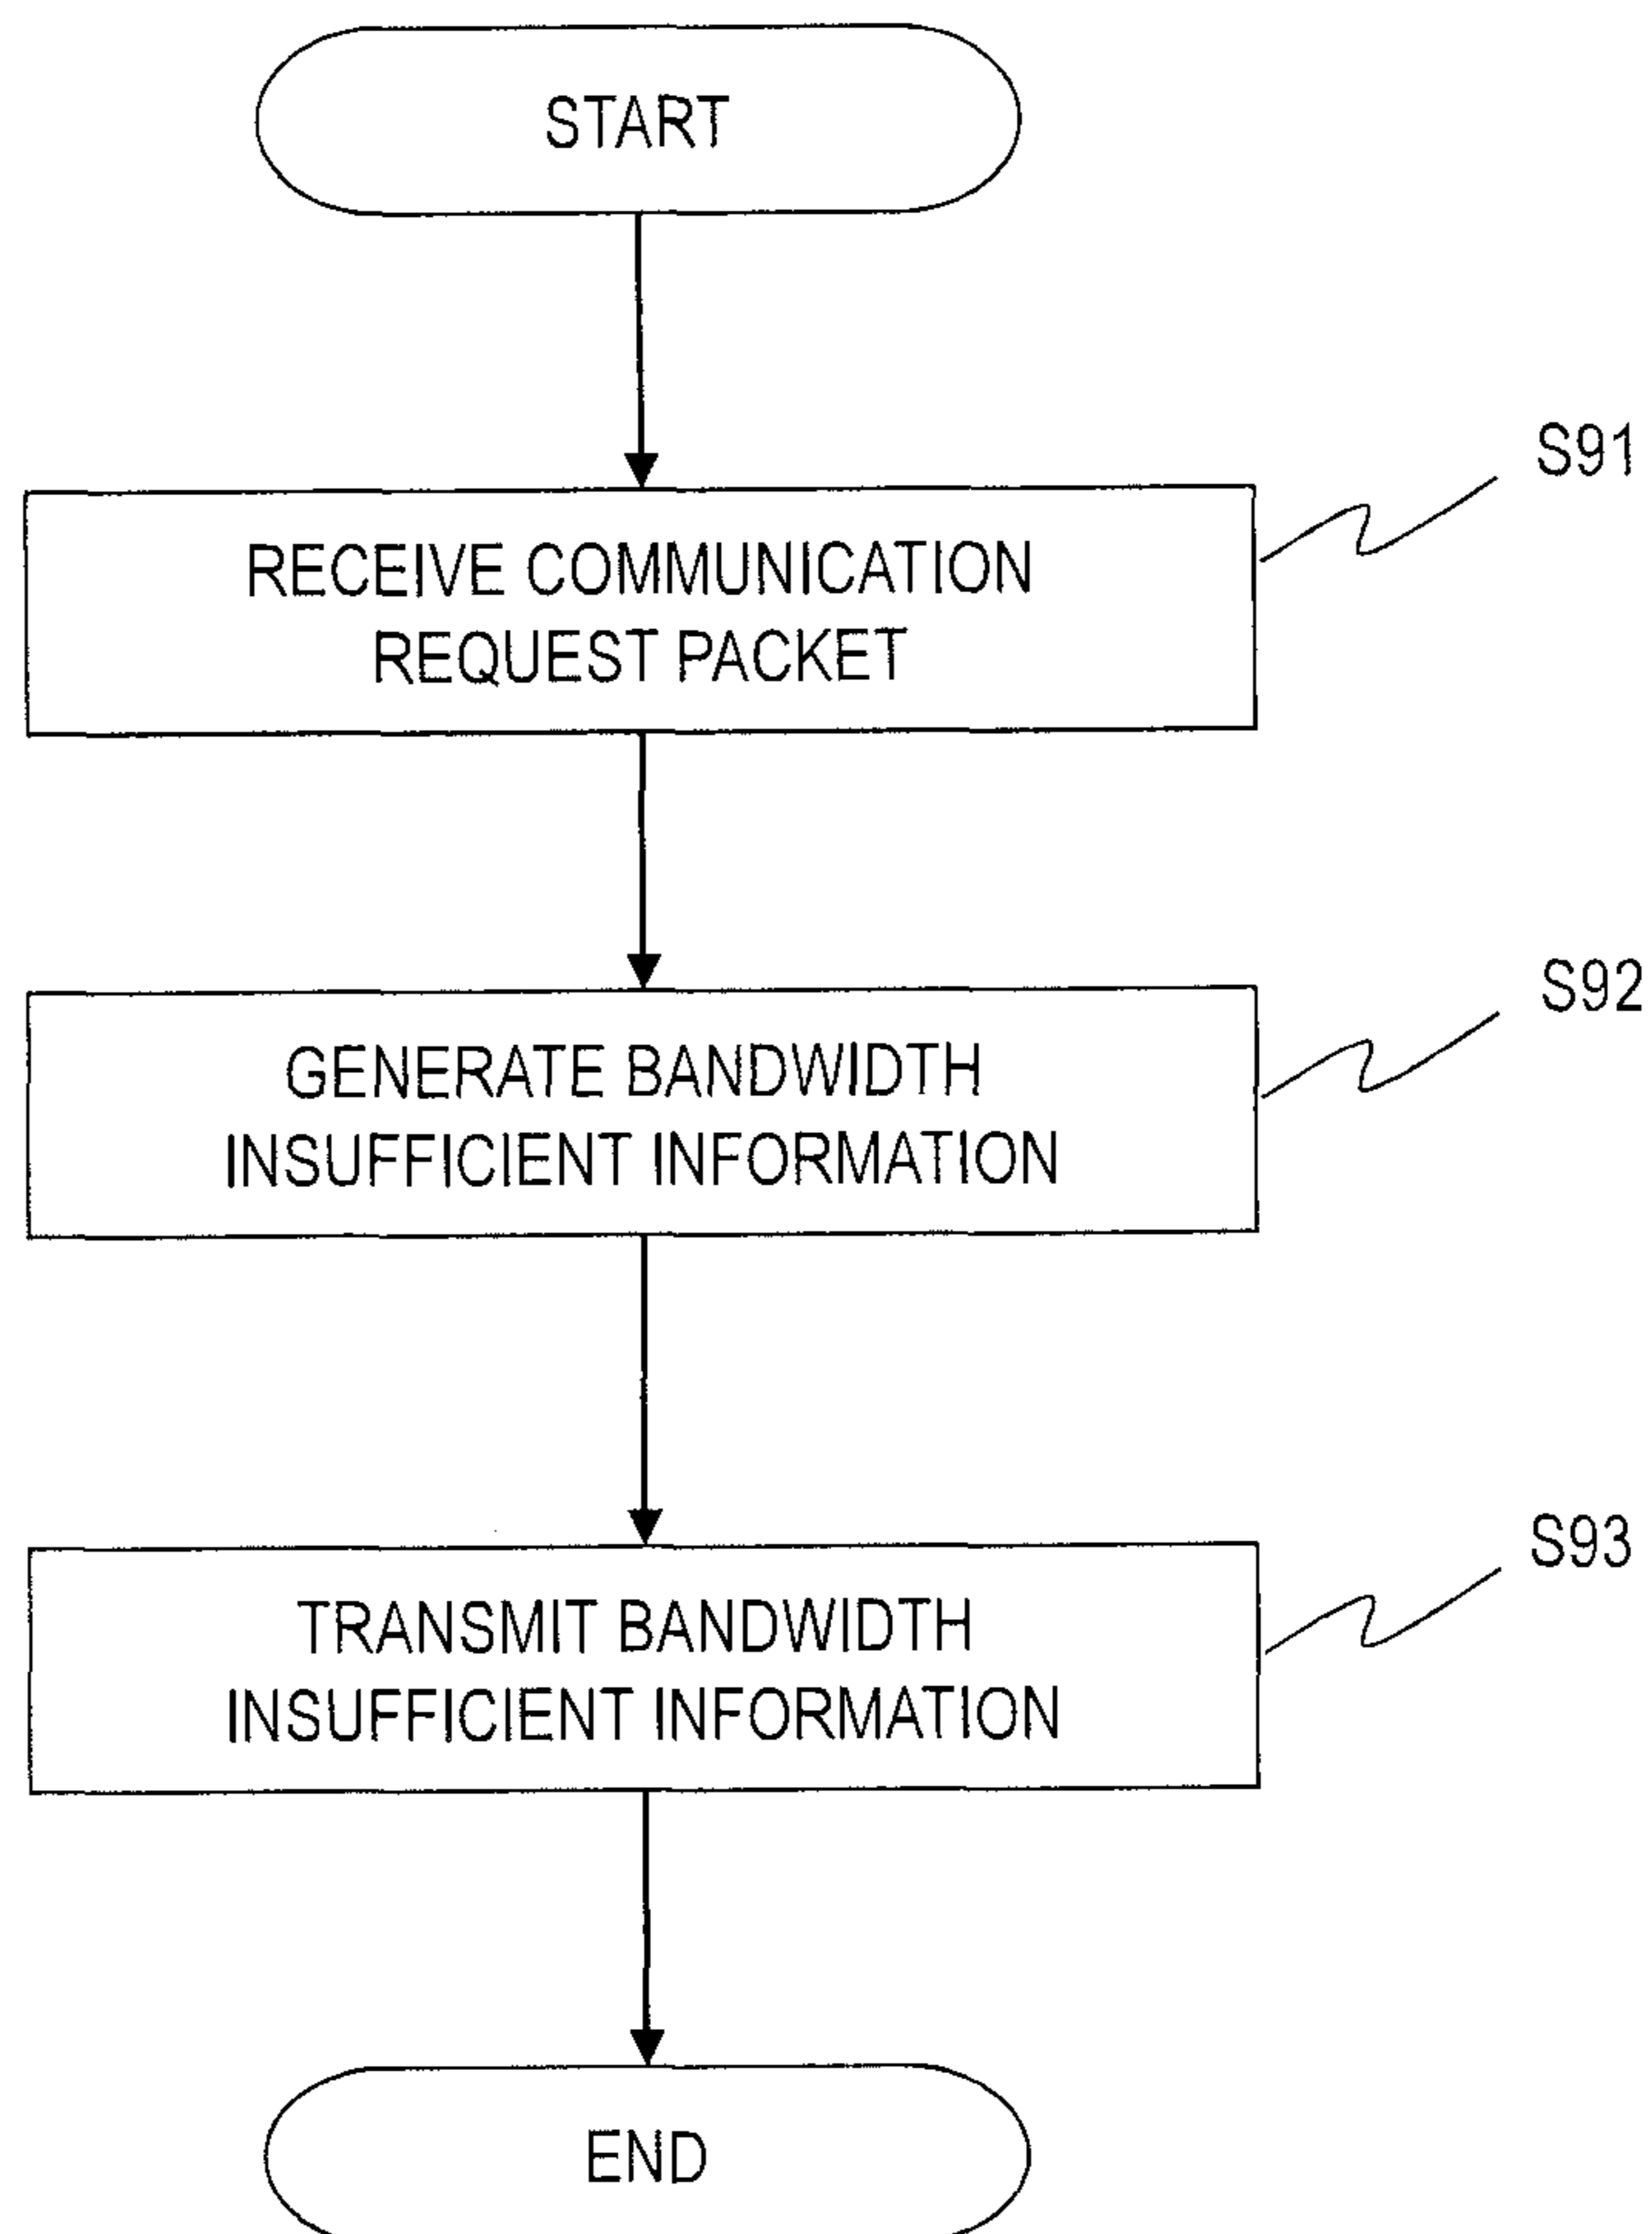 START
S91
RECEIVE COMMUNICATION
REQUEST PACKET
S92
GENERATE BANDWIDTH
INSUFFICIENT INFORMATION
S93
TRANSMIT BANDWIDTH
INSUFFICIENT INFORMATION
END